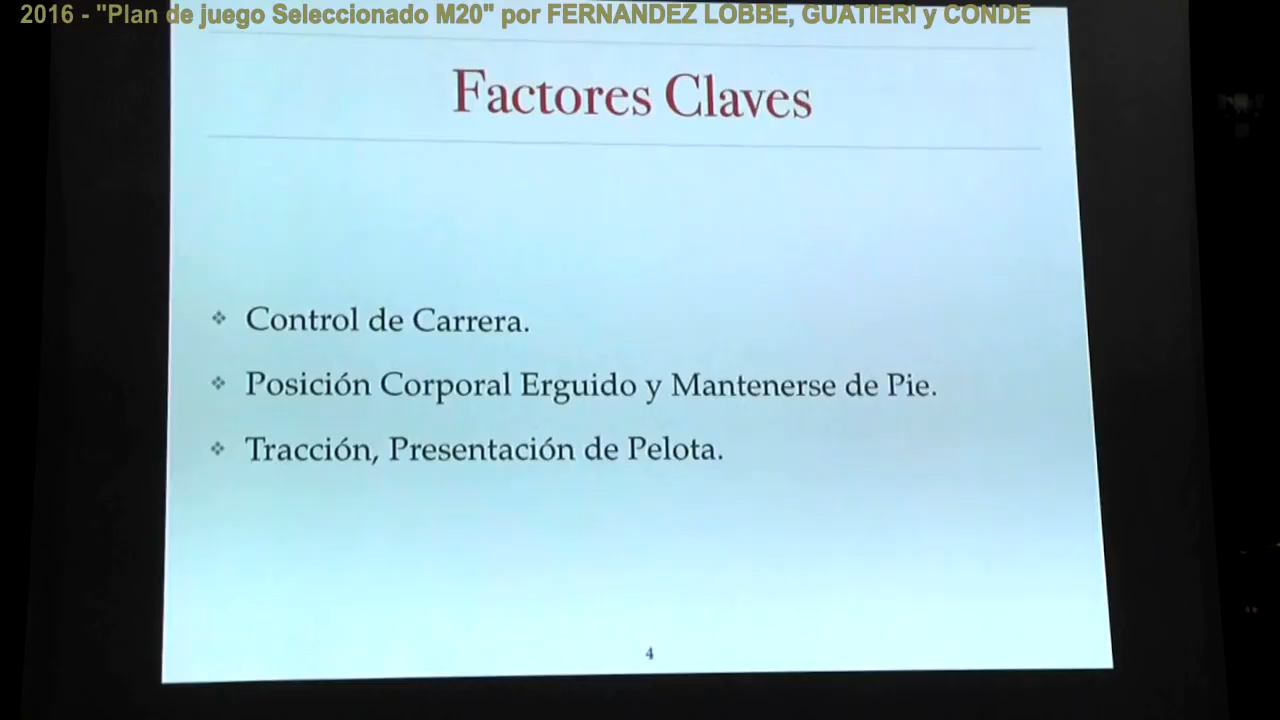 2016 - "Plan de juego Seleccionado M20" por FERNANDEZ LOBBE, GUATIERI y CONDE
Factores Claves
Control de Carrera.
Posición Corporal Erguido y Mantenerse de Pie.
Tracción, Presentación de Pelota.
4